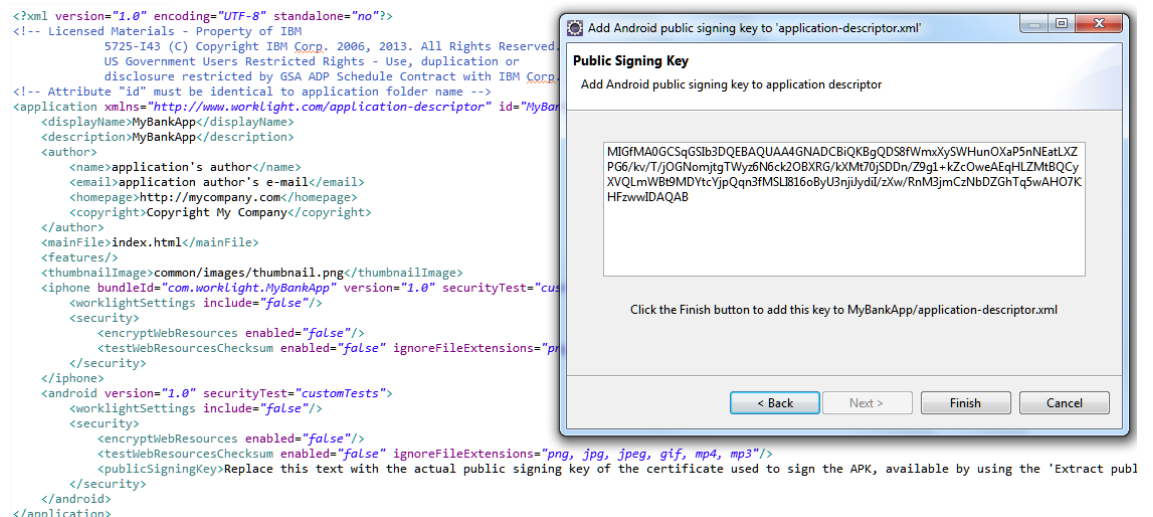 <?xml version="1.0" encoding="UTF-8" standalone="no"?>
<!-- Licensed Materials - Property of IBM
5725-I43 (C) Copyright IBM Corp. 2006, 2013. All Rights Reserved.
US Government Users Restricted Rights - Use, duplication or
disclosure restricted by GSA ADP Schedule Contract with IBM Corp.
<!-- Attribute "id" must be identical to application folder name -->
<application xmlns="http://www.worklight.com/application-descriptor" id="MyBan
<displayName>MyBankApp</displayName>
<description>MyBankApp</description>
<author>
<name>application's author</name>
<email>application author's e-mail</email>
<homepage>http://mycompany.com</homepage>
<copyright>Copyright My Company</copyright>
</author>
<mainFile>index.html</mainFile>
<features/>
<thumbnailImage>common/images/thumbnail.png</thumbnailImage>
<iphone bundleId="com.worklight.MyBankApp" version="1.0" securityTest="cus
<worklightSettings include="false"/>
<security>
<encryptWebResources enabled="false"/>
<testWebResourcesChecksum enabled="false" ignoreFileExtensions="pn
</security>
</iphone>
<android version="1.0" securityTest="customTests">
<worklightSettings include="false"/>
<security>
<encryptWebResources enabled="false"/>
<testWebResourcesChecksum enabled="false" ignoreFileExtensions="png, jpg, jpeg, gif, mp4, mp3"/>
<publicSigningKey>Replace this text with the actual public signing key of the certificate used to sign the APK, available by using the 'Extract publ
</security>
</android>
</application>
Add Android public signing key to 'application-descriptor.xml'
Public Signing Key
Add Android public signing key to application descriptor
MIGfMA0GCSqGSIb3DQEBAQUAA4GNADCBiQKBgQDS8fWmxXySWHunOXaP5nNEatLXZ
PG6/kv/T/jOGNomjtgTWyz6N6ck2OBXRG/kXMt70jSDDn/Z9g1+kZcOweAEqHLZMtBQCy
XVQLmWBt9MDYtcYjpQqn3fMSLI816oByU3njiJydiI/zXw/RnM3jmCzNbDZGhTq5wAHO7K
HFzwwIDAQAB
Click the Finish button to add this key to MyBankApp/application-descriptor.xml
< Back
Next >
Finish
Cancel